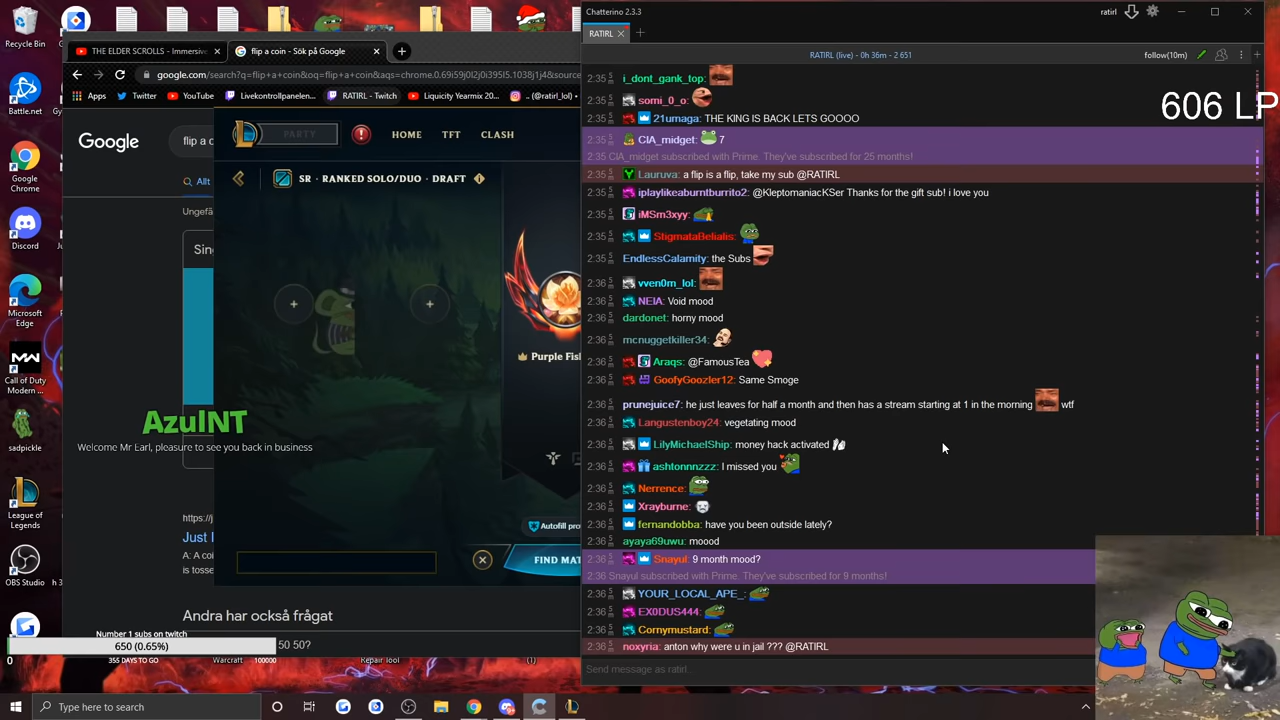 Chatterino 2.3.3
ratirl
RATIRL
RATIRL (live) - 0h 36m - 2 651
follow(10m)
606 LP
THE ELDER SCROLLS - Immersiv
flip a coin - Sök på Google
google.com/search?q=flip+a+coin&oq=flip+a+coin&aqs=chrome.0.69i59j0l2j0i395l5.1038j1j4&source
Apps
Twitter
YouTube
Livekontrollpanelen...
RATIRL - Twitch
Liquicity Yearmix 20...
.. (@ratirl_lol)
Google
flip a c
Allt
Ungefä
Sing
PARTY
HOME
TFT
CLASH
SR · RANKED SOLO/DUO · DRAFT
Purple Fis
Autofill pro
FIND MAT
https://j
Just
A: A coi
is tosse
Andra har också frågat
50 50?
Recycle Bin
Battle.net
Google Chrome
Discord
Microsoft Edge
Call of Duty Modern ...
sadpickle
League of Legends
OBS Studio
AzuINT
Welcome Mr Earl, pleasure to see you back in business
Number 1 subs on twitch
650 (0.65%)
0
355 DAYS TO GO
Warcraft
100000
Repair Tool
(1)
Type here to search
2:35 i_dont_gank_top:
2:35 somi_0_o:
2:35 21umaga: THE KING IS BACK LETS GOOOO
2:35 CIA_midget: 7
2:35 CIA_midget subscribed with Prime. They've subscribed for 25 months!
2:35 Lauruva: a flip is a flip, take my sub @RATIRL
2:35 iplaylikeaburntburrito2: @KleptomaniacKSer Thanks for the gift sub! i love you
2:35 iMSm3xyy:
2:35 StigmataBelialis:
2:35 EndlessCalamity: the Subs
2:36 vven0m_lol:
2:36 NEIA: Void mood
2:36 dardonet: horny mood
2:36 mcnuggetkiller34:
2:36 Araqs: @FamousTea
2:36 GoofyGoozler12: Same Smoge
2:36 prunejuice7: he just leaves for half a month and then has a stream starting at 1 in the morning wtf
2:36 Langustenboy24: vegetating mood
2:36 LilyMichaelShip: money hack activated
2:36 ashtonnnzzz: I missed you
2:36 Nerrence:
2:36 Xrayburne:
2:36 fernandobba: have you been outside lately?
2:36 ayaya69uwu: moood
2:36 Snayul: 9 month mood?
2:36 Snayul subscribed with Prime. They've subscribed for 9 months!
2:36 YOUR_LOCAL_APE_:
2:36 EX0DUS444:
2:36 Cornymustard:
2:36 noxyria: anton why were u in jail ??? @RATIRL
Send message as ratirl...